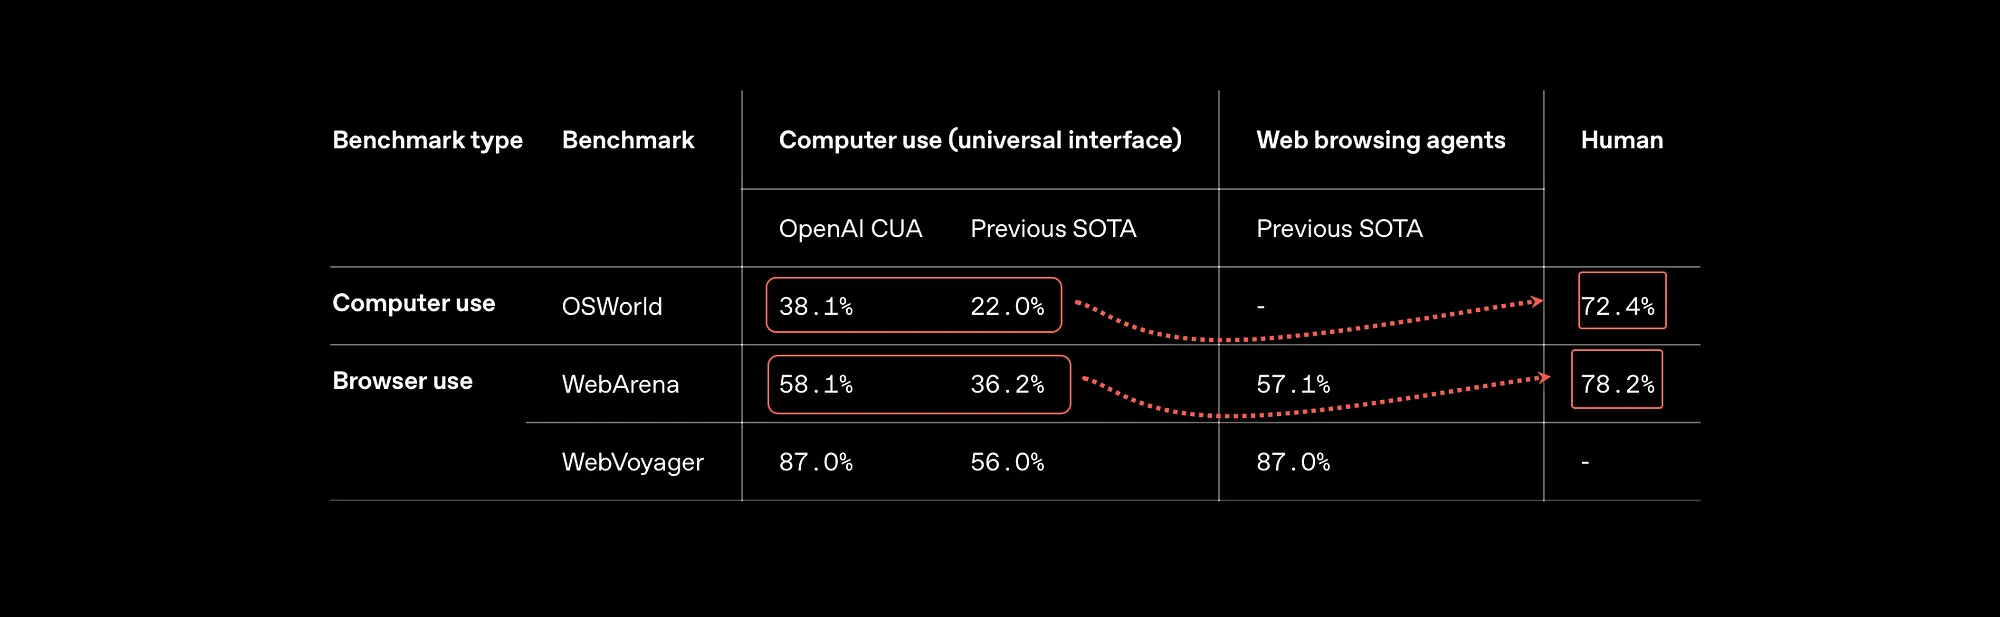 Benchmark type Benchmark Computer use (universal interface) Web browsing agents Human
OpenAI CUA Previous SOTA Previous SOTA
Computer use OSWorld 38.1% 22.0% - 72.4%
Browser use WebArena 58.1% 36.2% 57.1% 78.2%
WebVoyager 87.0% 56.0% 87.0% -